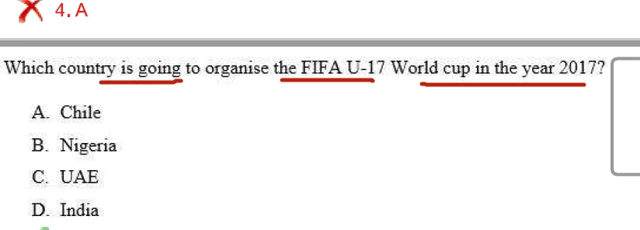 4. A
Which country is going to organise the FIFA U-17 World cup in the year 2017?
A. Chile
B. Nigeria
C. UAE
D. India